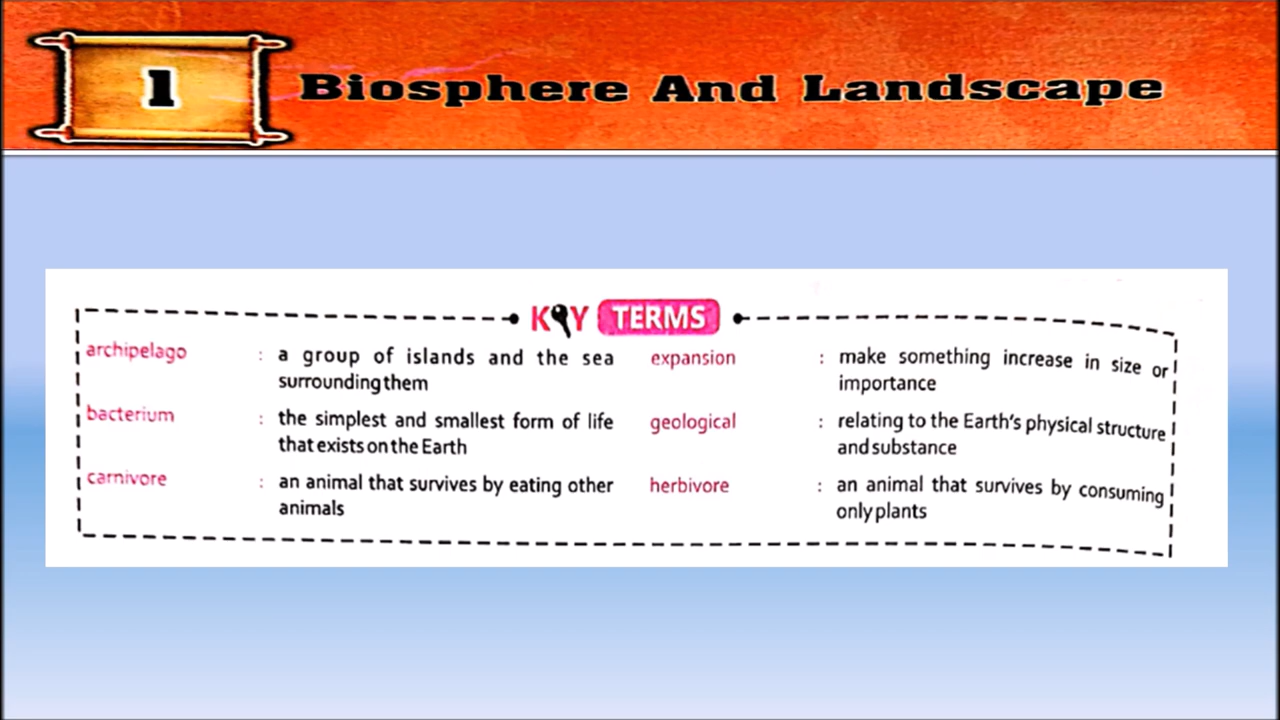 1
Biosphere And Landscape
KEY TERMS
archipelago : a group of islands and the sea
surrounding them
bacterium : the simplest and smallest form of life
that exists on the Earth
carnivore : an animal that survives by eating other
animals
expansion : make something increase in size or
importance
geological : relating to the Earth's physical structure
and substance
herbivore : an animal that survives by consuming
only plants